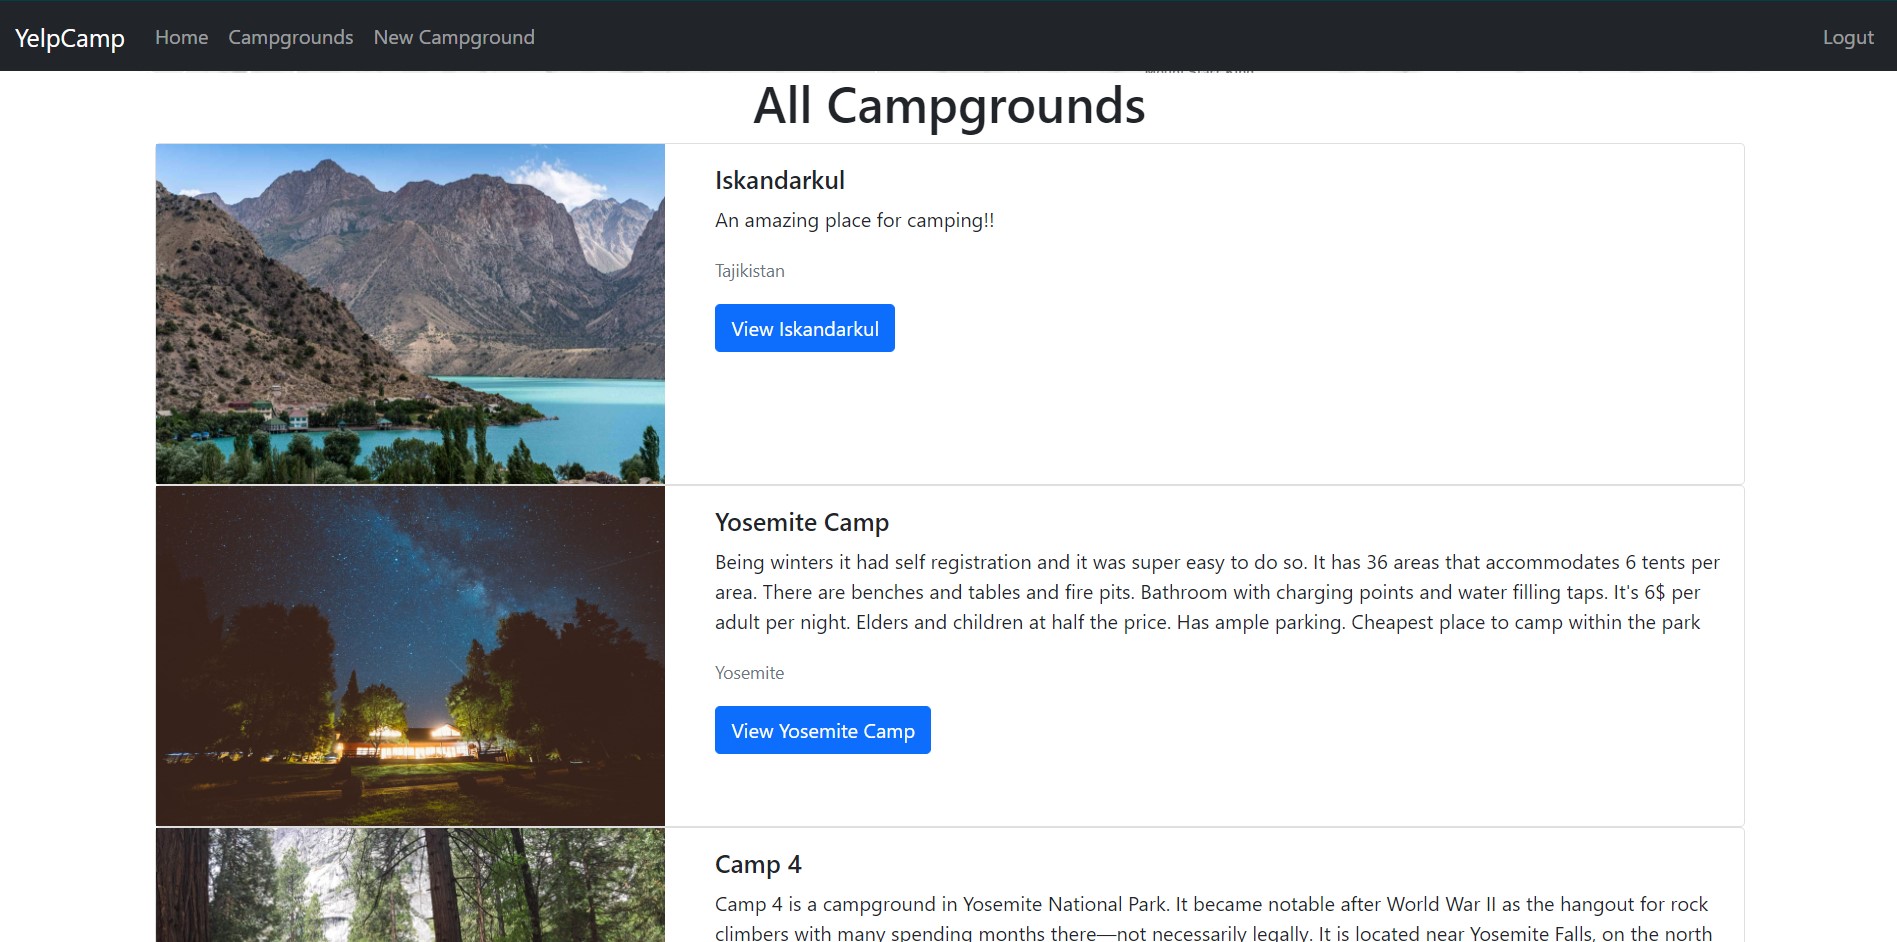 YelpCamp Home Campgrounds New Campground Logut
All Campgrounds
Iskandarkul
An amazing place for camping!!
Tajikistan
View Iskandarkul
Yosemite Camp
Being winters it had self registration and it was super easy to do so. It has 36 areas that accommodates 6 tents per
area. There are benches and tables and fire pits. Bathroom with charging points and water filling taps. It's 6$ per
adult per night. Elders and children at half the price. Has ample parking. Cheapest place to camp within the park
Yosemite
View Yosemite Camp
Camp 4
Camp 4 is a campground in Yosemite National Park. It became notable after World War II as the hangout for rock
climbers with many spending months there—not necessarily legally. It is located near Yosemite Falls, on the north